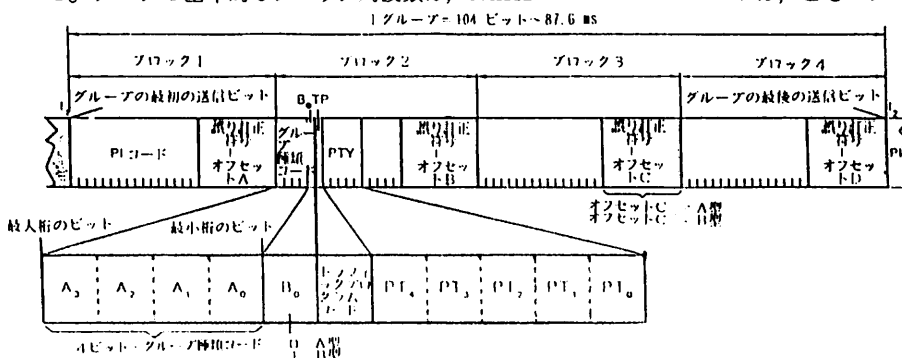 1グループ=104 ビット~87.6 ms
ブロック1
ブロック2
ブロック3
ブロック4
グループの最初の送信ビット
B₀TP
グループの最後の送信ビット
PIコード
誤り訂正
符号
+
オフセッ
トA
グルー
プ
種類
コード
PTY
誤り訂正
符号
+
オフセッ
トB
誤り訂正
符号
+
オフセッ
トC
誤り訂正
符号
+
オフセッ
トD
オフセットC A型
オフセットC' B型
最大桁のビット
最小桁のビット
A₃ A₂ A₁ A₀ B₀
トラフィ
ックプロ
グラム
コード
PT₄ PT₃ PT₂ PT₁ PT₀
4ビット・グループ種類コード
0 A型
1 B型